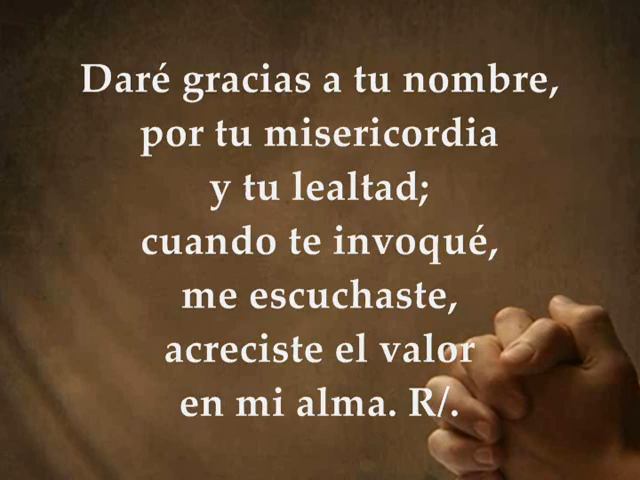 Daré gracias a tu nombre,
por tu misericordia
y tu lealtad;
cuando te invoqué,
me escuchaste,
acreciste el valor
en mi alma. R/.